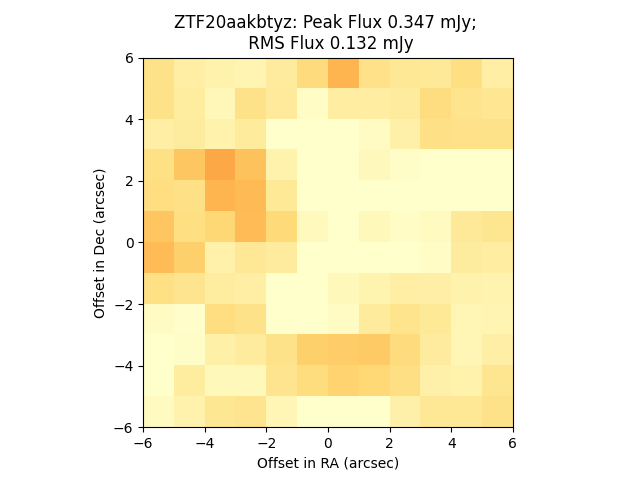 ZTF20aakbtyz: Peak Flux 0.347 mJy;
RMS Flux 0.132 mJy
6
4
2
0
−2
−4
−6
Offset in Dec (arcsec)
−6 −4 −2 0 2 4 6
Offset in RA (arcsec)